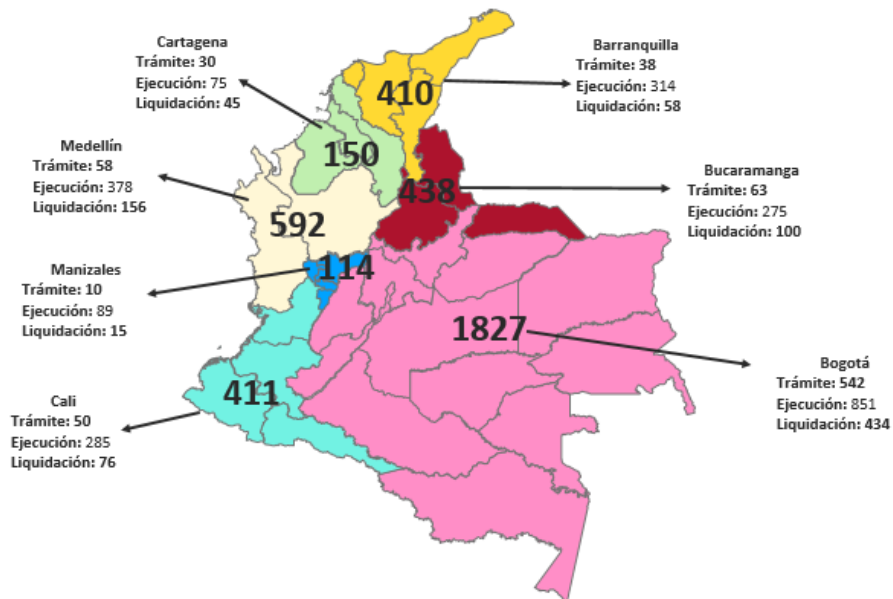 Cartagena
Trámite: 30
Ejecución: 75
Liquidación: 45
Barranquilla
Trámite: 38
Ejecución: 314
Liquidación: 58
410
Medellín
Trámite: 58
Ejecución: 378
Liquidación: 156
150
Bucaramanga
Trámite: 63
Ejecución: 275
Liquidación: 100
438
592
Manizales
Trámite: 10
Ejecución: 89
Liquidación: 15
114
1827
Bogotá
Trámite: 542
Ejecución: 851
Liquidación: 434
Cali
Trámite: 50
Ejecución: 285
Liquidación: 76
411